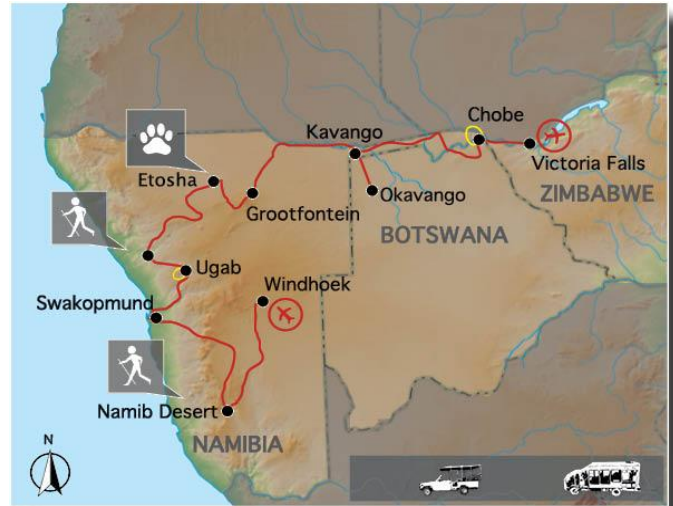 Chobe
Kavango
Victoria Falls
Etosha
Okavango
ZIMBABWE
Grootfontein
BOTSWANA
Ugab
Windhoek
Swakopmund
Namib Desert
NAMIBIA
N